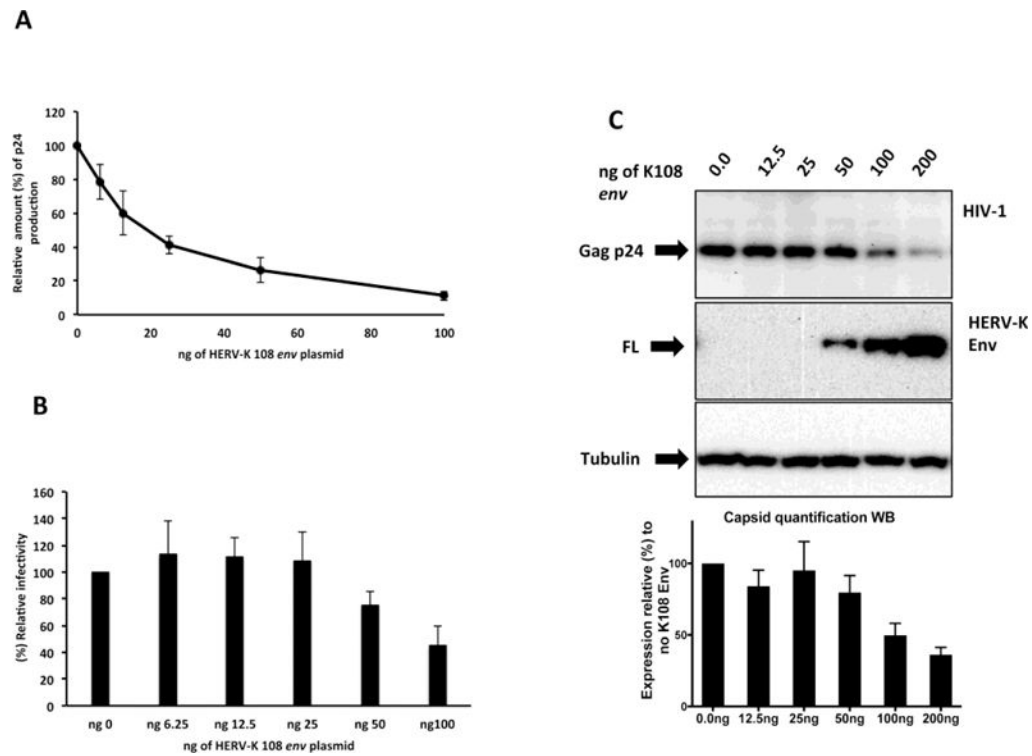 A
Relative amount (%) of p24
production
120
100
80
60
40
20
0
0 20 40 60 80 100
ng of HERV-K 108 env plasmid
B
(%) Relative infectivity
160
140
120
100
80
60
40
20
0
ng 0 ng 6.25 ng 12.5 ng 25 ng 50 ng100
ng of HERV-K 108 env plasmid
C
ng of K108
env
0.0 12.5 25 50 100 200
HIV-1
Gag p24
HERV-K
Env
FL
Tubulin
Capsid quantification WB
Expression relative (%) to
no K108 Env
100
50
0
0.0ng 12.5ng 25ng 50ng 100ng 200ng